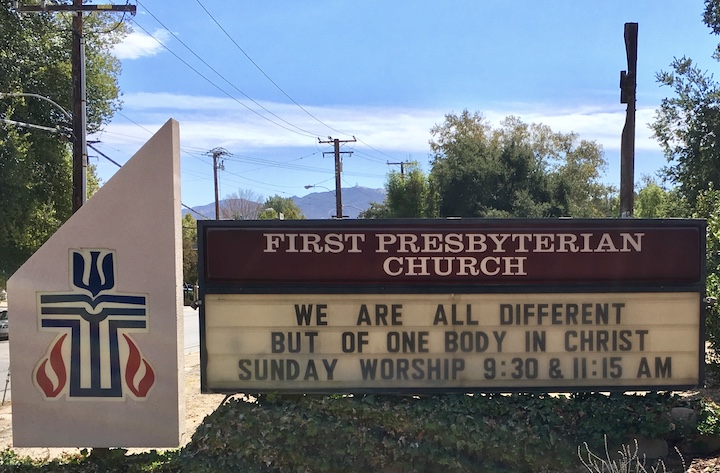 FIRST PRESBYTERIAN
CHURCH
WE ARE ALL DIFFERENT
BUT OF ONE BODY IN CHRIST
SUNDAY WORSHIP 9:30 & 11:15 AM